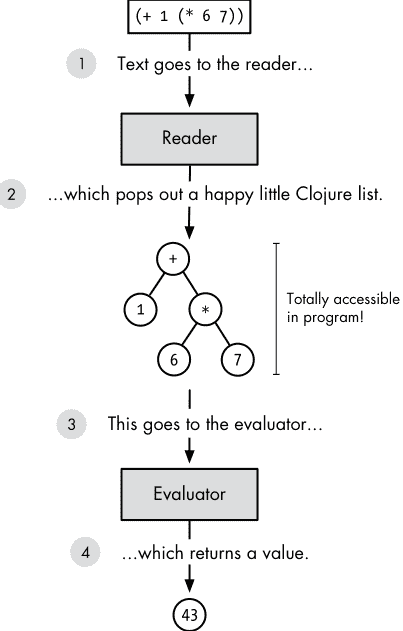 (+ 1 (* 6 7))
1 Text goes to the reader...
Reader
2 ...which pops out a happy little Clojure list.
+
1 *
6 7
Totally accessible
in program!
3 This goes to the evaluator...
Evaluator
4 ...which returns a value.
43